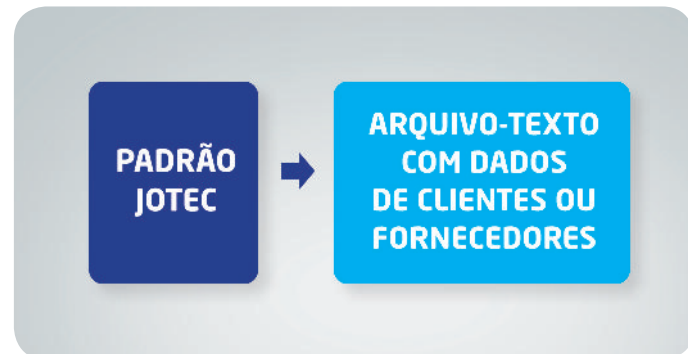 PADRÃO
JOTEC
ARQUIVO-TEXTO
COM DADOS
DE CLIENTES OU
FORNECEDORES